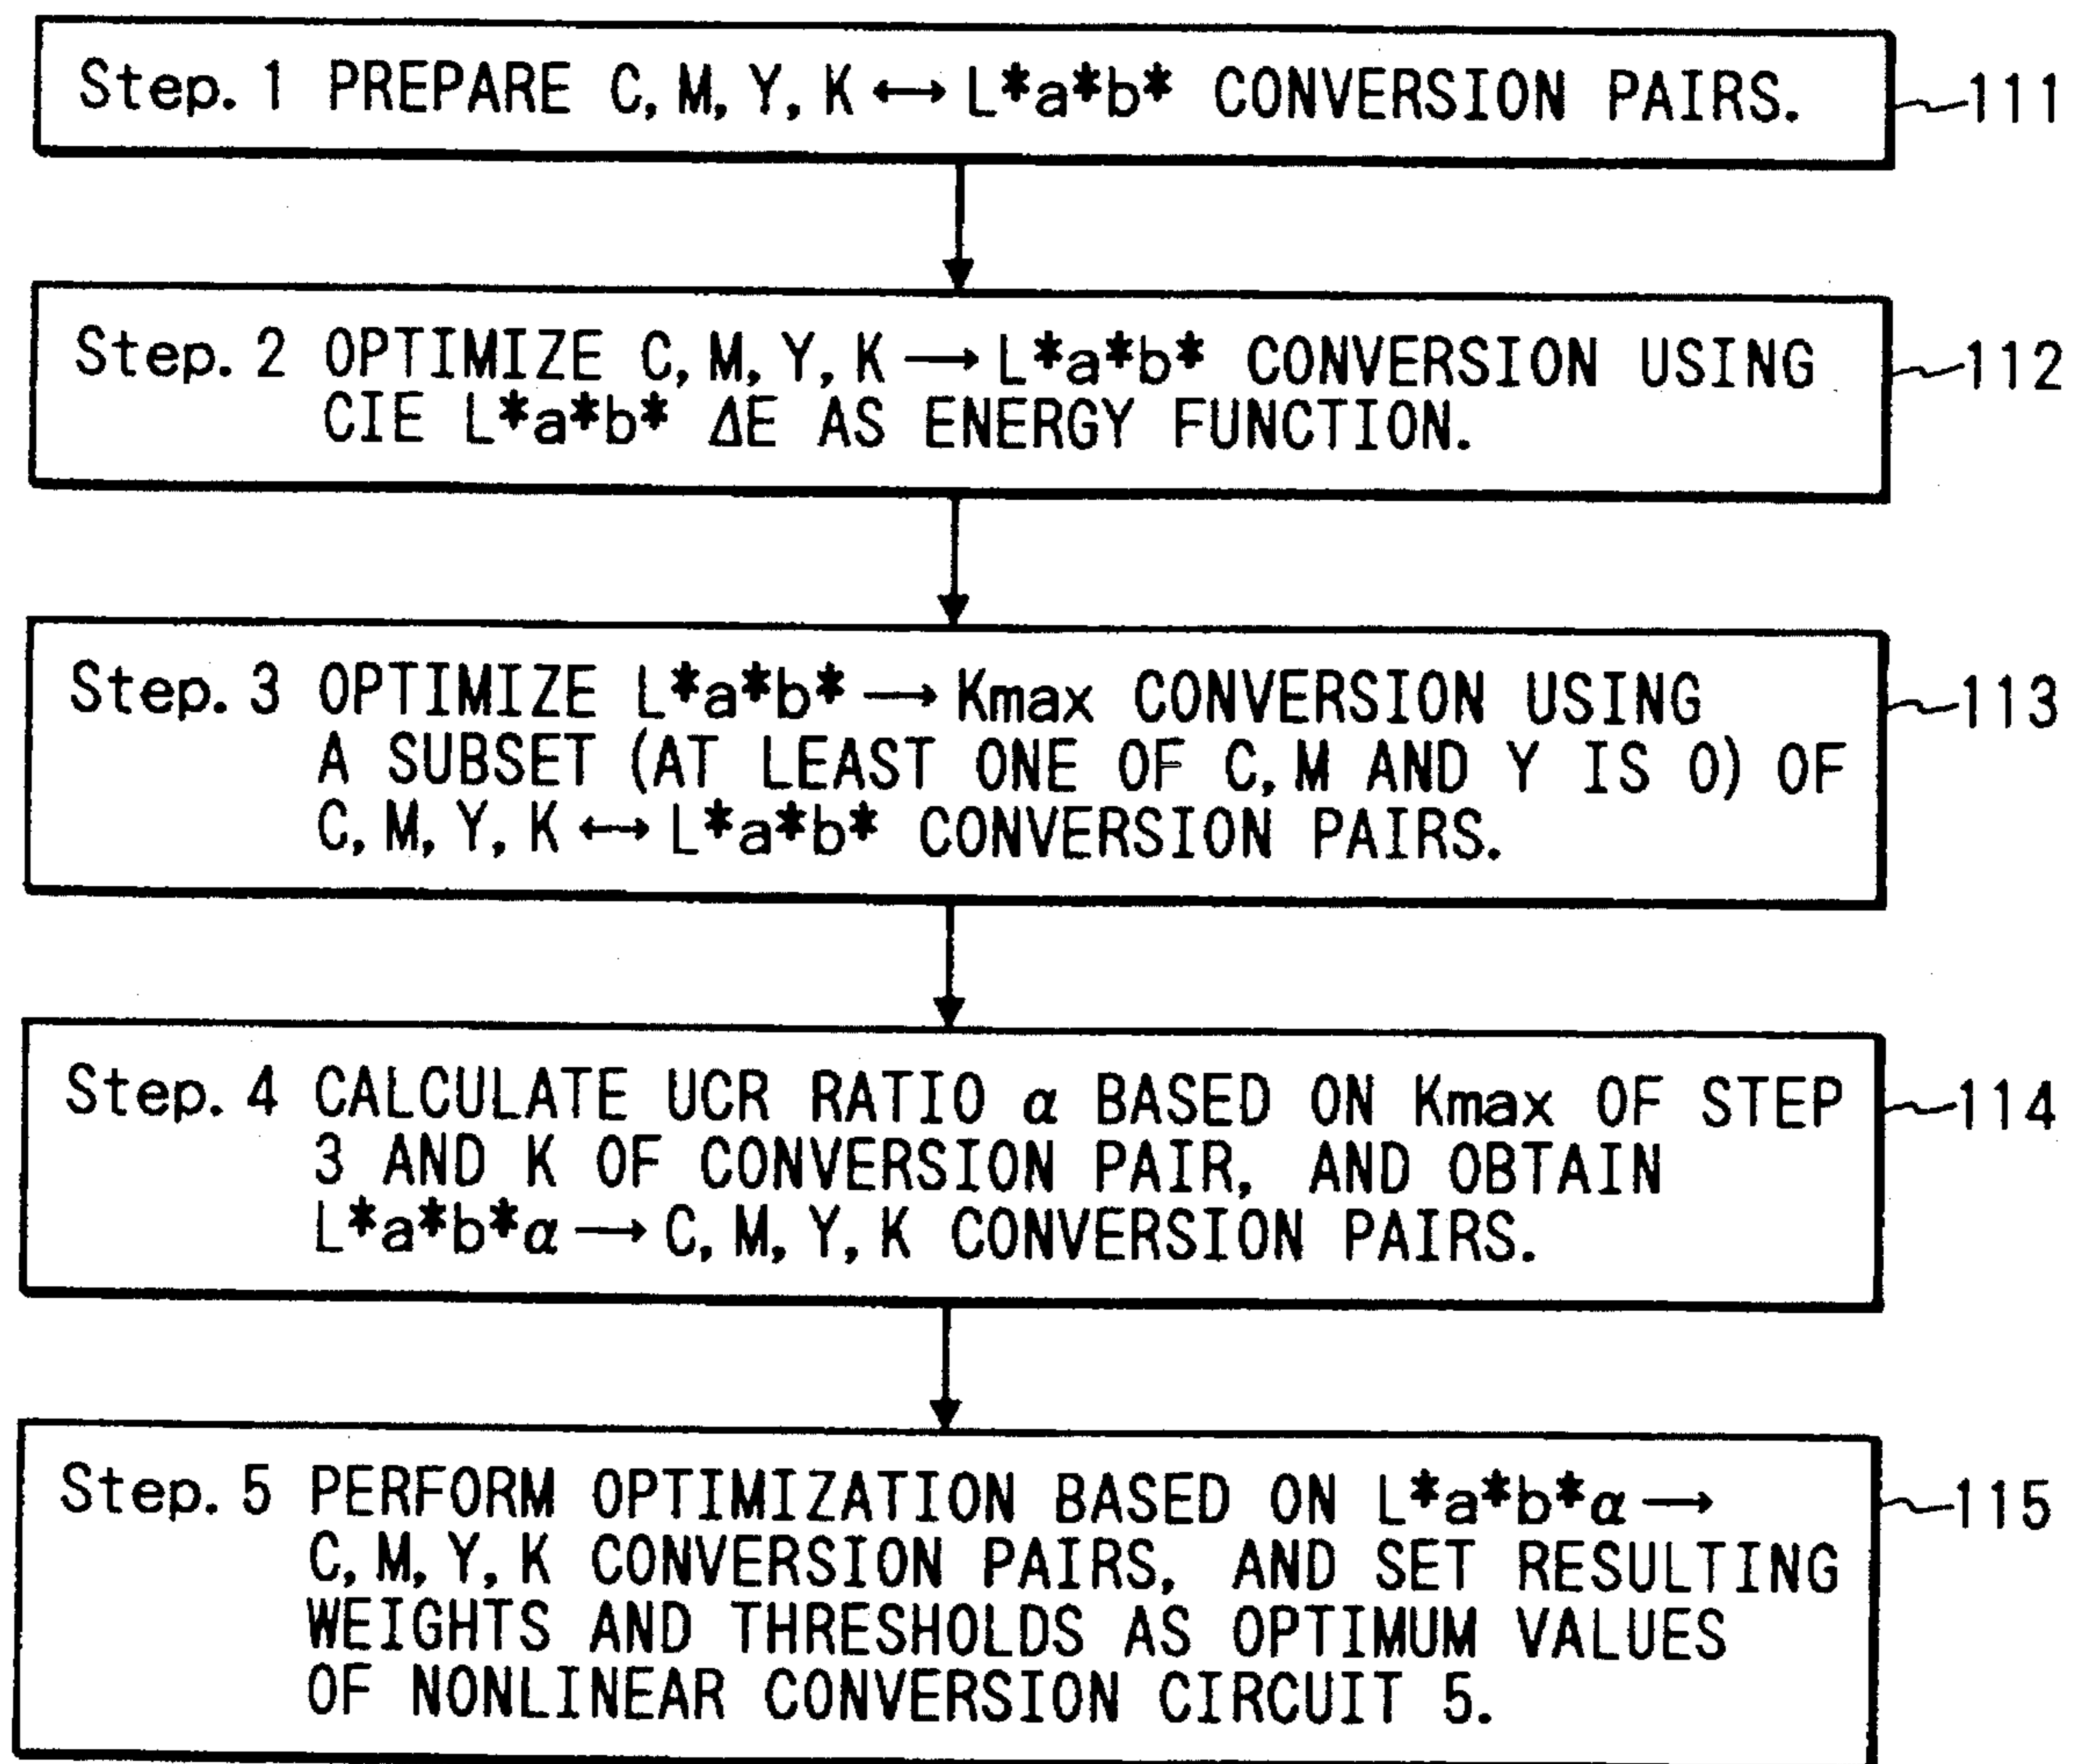 Step. 1 PREPARE C, M, Y, K ↔ L*a*b* CONVERSION PAIRS.
111
Step. 2 OPTIMIZE C, M, Y, K → L*a*b* CONVERSION USING
CIE L*a*b* ΔE AS ENERGY FUNCTION.
112
Step. 3 OPTIMIZE L*a*b* → Kmax CONVERSION USING
A SUBSET (AT LEAST ONE OF C, M AND Y IS 0) OF
C, M, Y, K ↔ L*a*b* CONVERSION PAIRS.
113
Step. 4 CALCULATE UCR RATIO α BASED ON Kmax OF STEP
3 AND K OF CONVERSION PAIR, AND OBTAIN
L*a*b*α → C, M, Y, K CONVERSION PAIRS.
114
Step. 5 PERFORM OPTIMIZATION BASED ON L*a*b*α →
C, M, Y, K CONVERSION PAIRS, AND SET RESULTING
WEIGHTS AND THRESHOLDS AS OPTIMUM VALUES
OF NONLINEAR CONVERSION CIRCUIT 5.
115